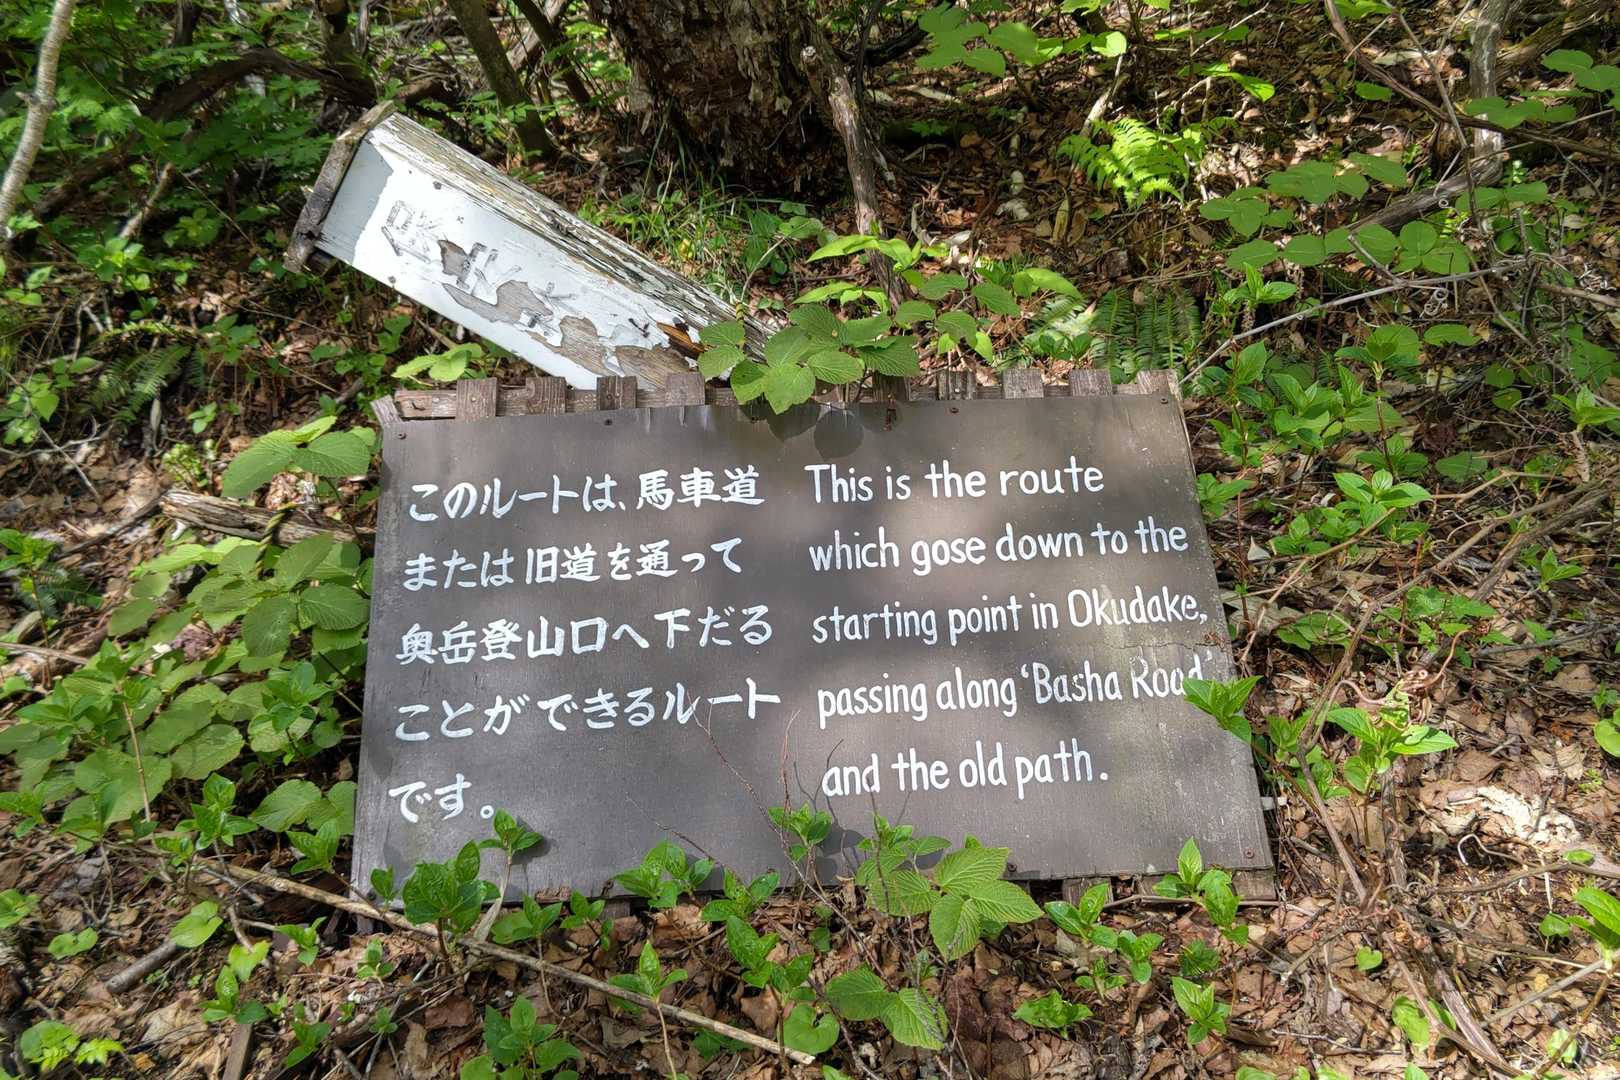 このルートは、馬車道
または旧道を通って
奥岳登山口へ下だる
ことができるルート
です。
This is the route
which gose down to the
starting point in Okudake,
passing along ‘Basha Road’
and the old path.